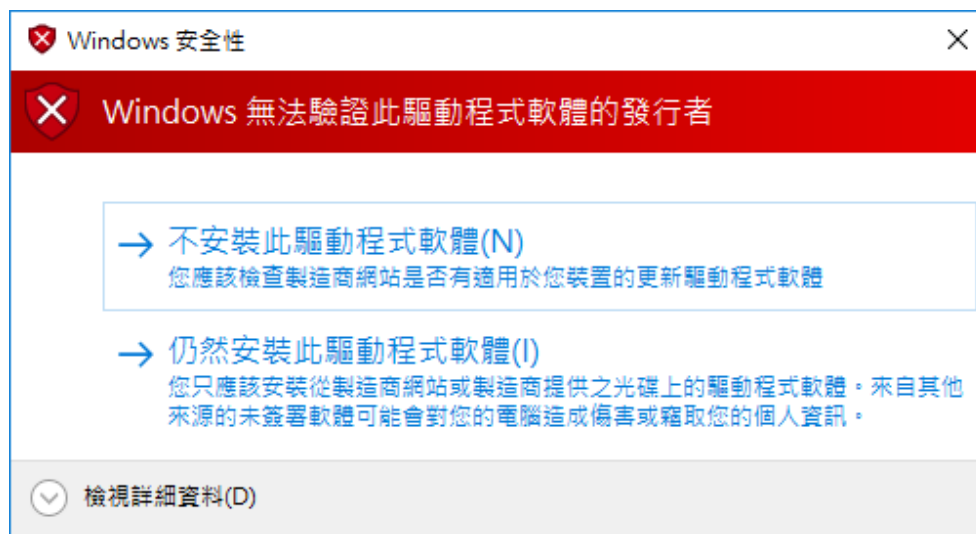 Windows 安全性
Windows 無法驗證此驅動程式軟體的發行者
不安裝此驅動程式軟體(N)
您應該檢查製造商網站是否有適用於您裝置的更新驅動程式軟體
仍然安裝此驅動程式軟體(I)
您只應該安裝從製造商網站或製造商提供之光碟上的驅動程式軟體。來自其他
來源的未簽署軟體可能會對您的電腦造成傷害或竊取您的個人資訊。
檢視詳細資料(D)